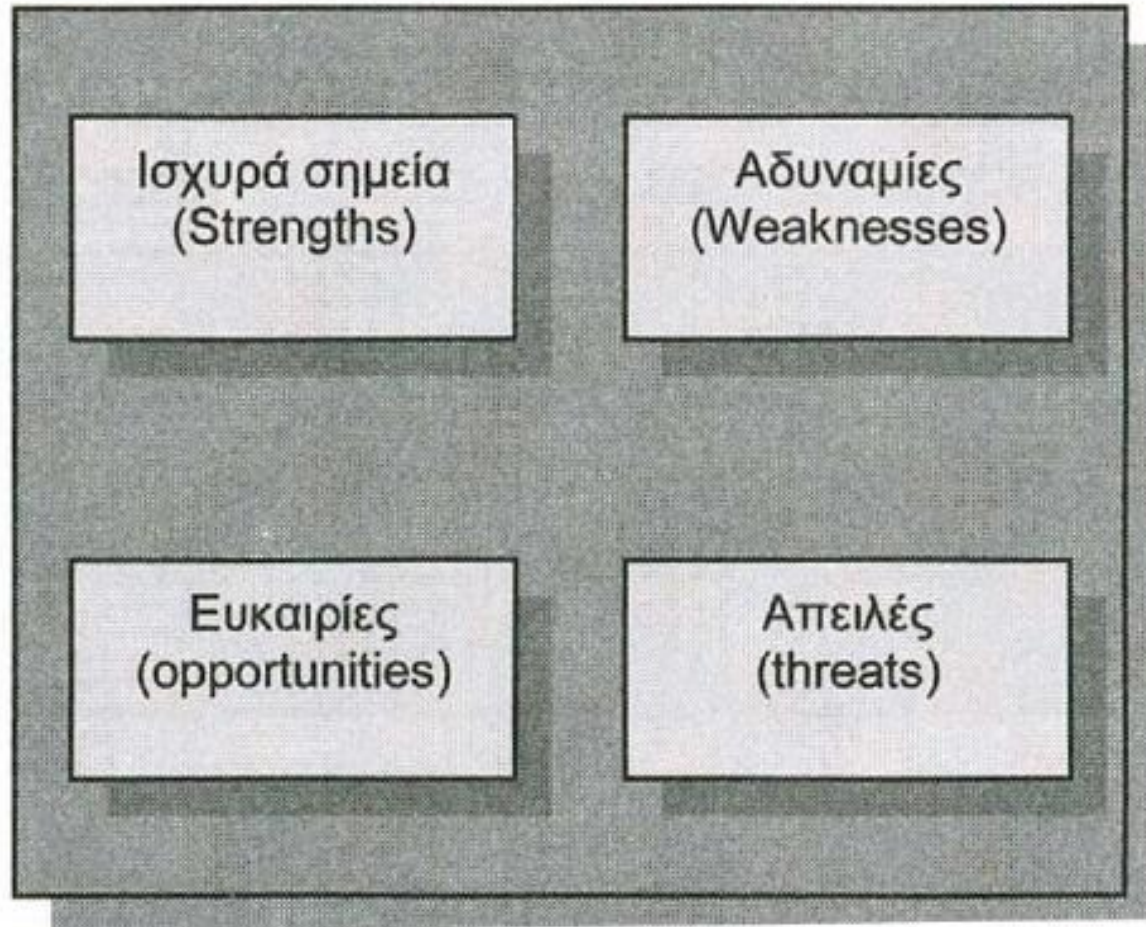 Ισχυρά σημεία
(Strengths)
Αδυναμίες
(Weaknesses)
Ευκαιρίες
(opportunities)
Απειλές
(threats)